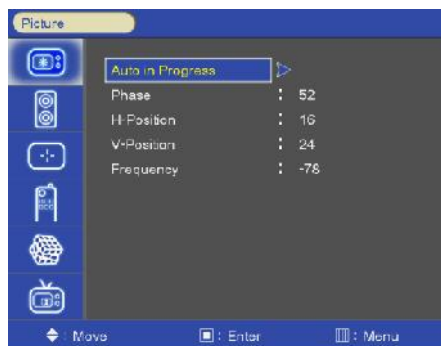 Picture
Auto in Progress
Phase : 52
H-Position : 16
V-Position : 24
Frequency : -78
: Move : Enter : Menu